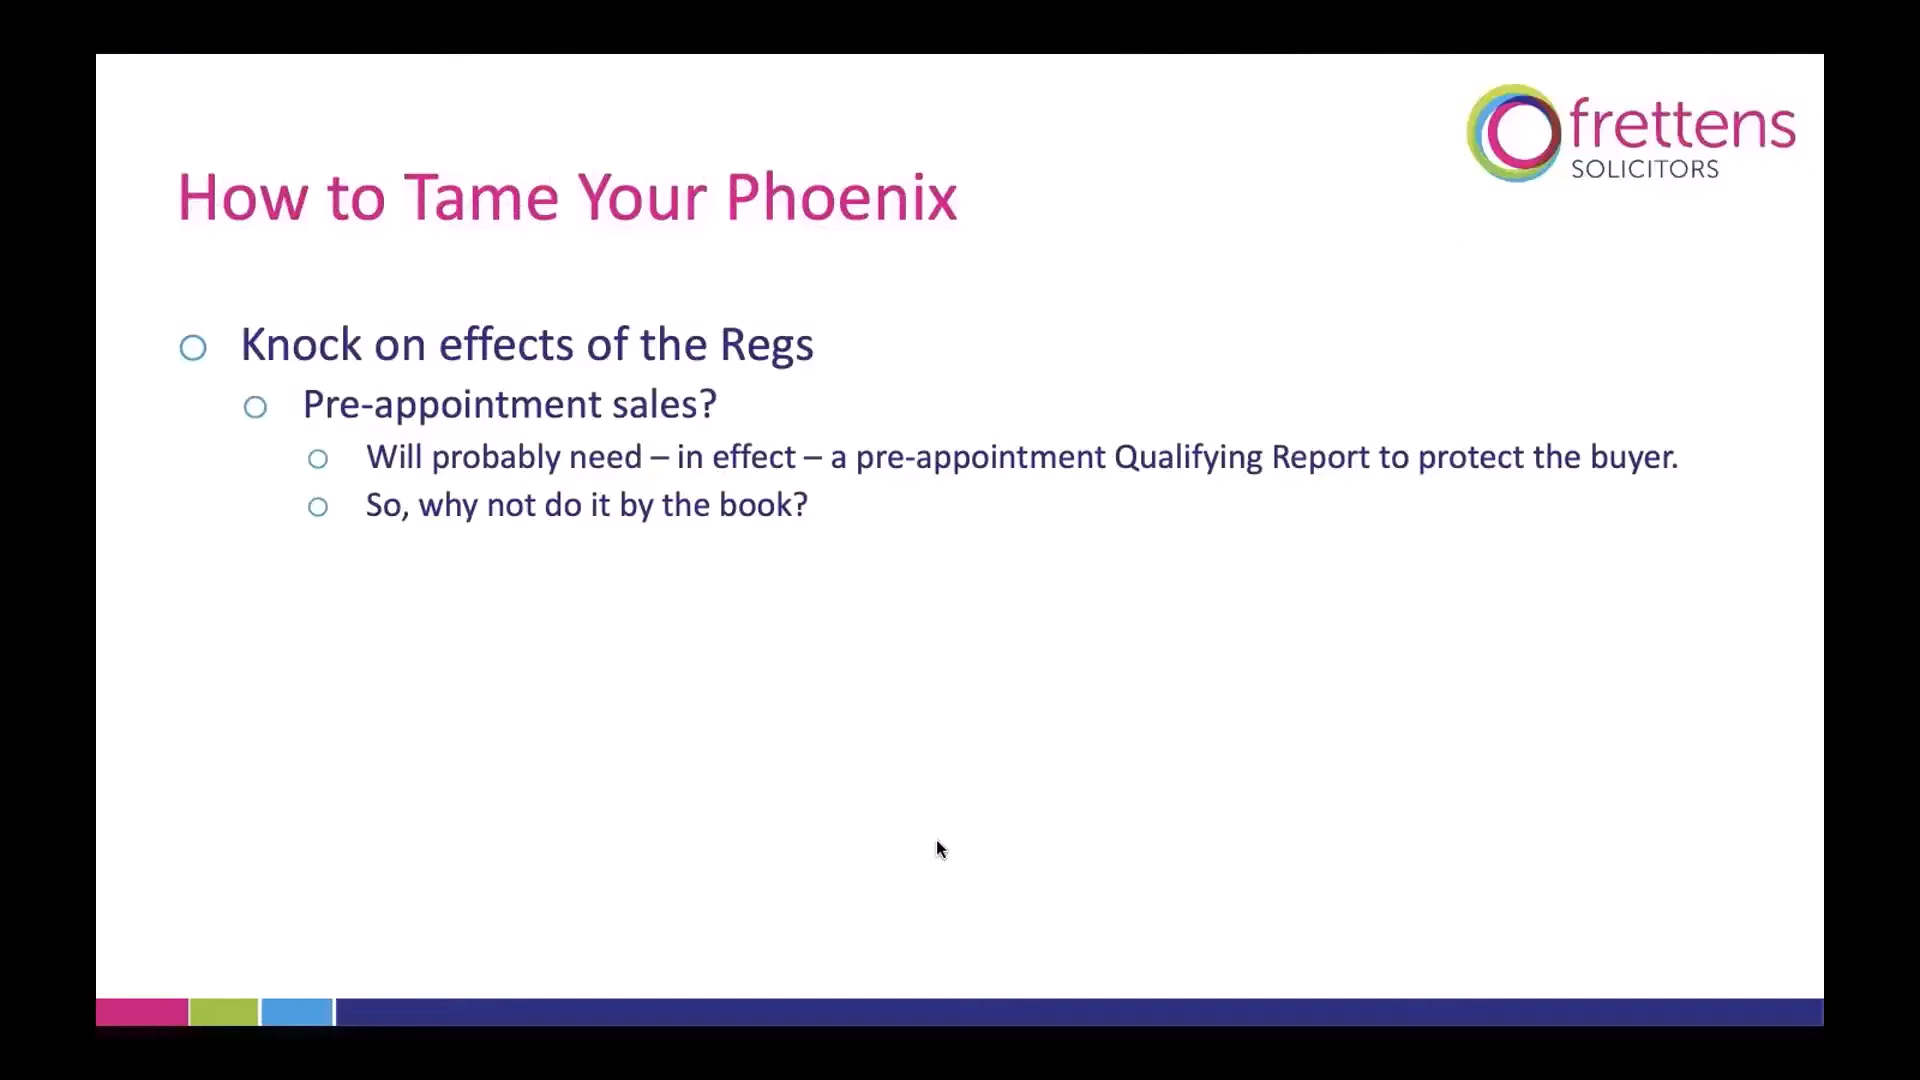 frettens
SOLICITORS
How to Tame Your Phoenix
Knock on effects of the Regs
Pre-appointment sales?
Will probably need – in effect – a pre-appointment Qualifying Report to protect the buyer.
So, why not do it by the book?